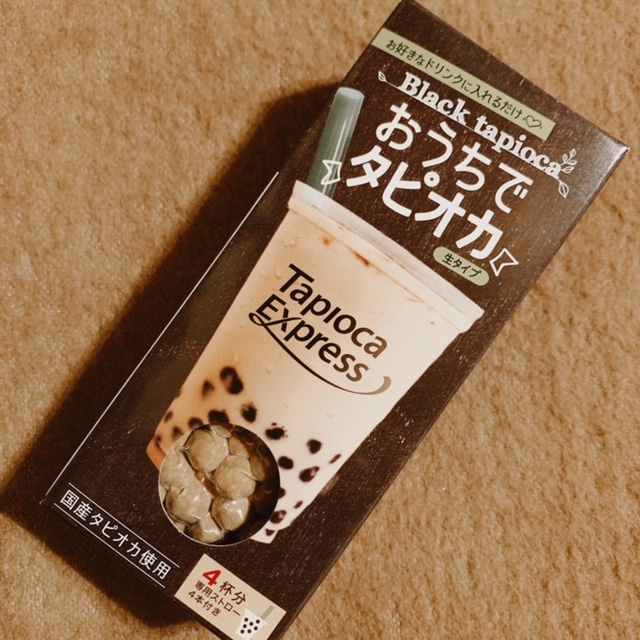 お好きなドリンクに入れるだけ♡
Black tapioca
おうちで
タピオカ
生タイプ
Tapioca
Express
国産タピオカ使用
4杯分
専用ストロー
4本付き